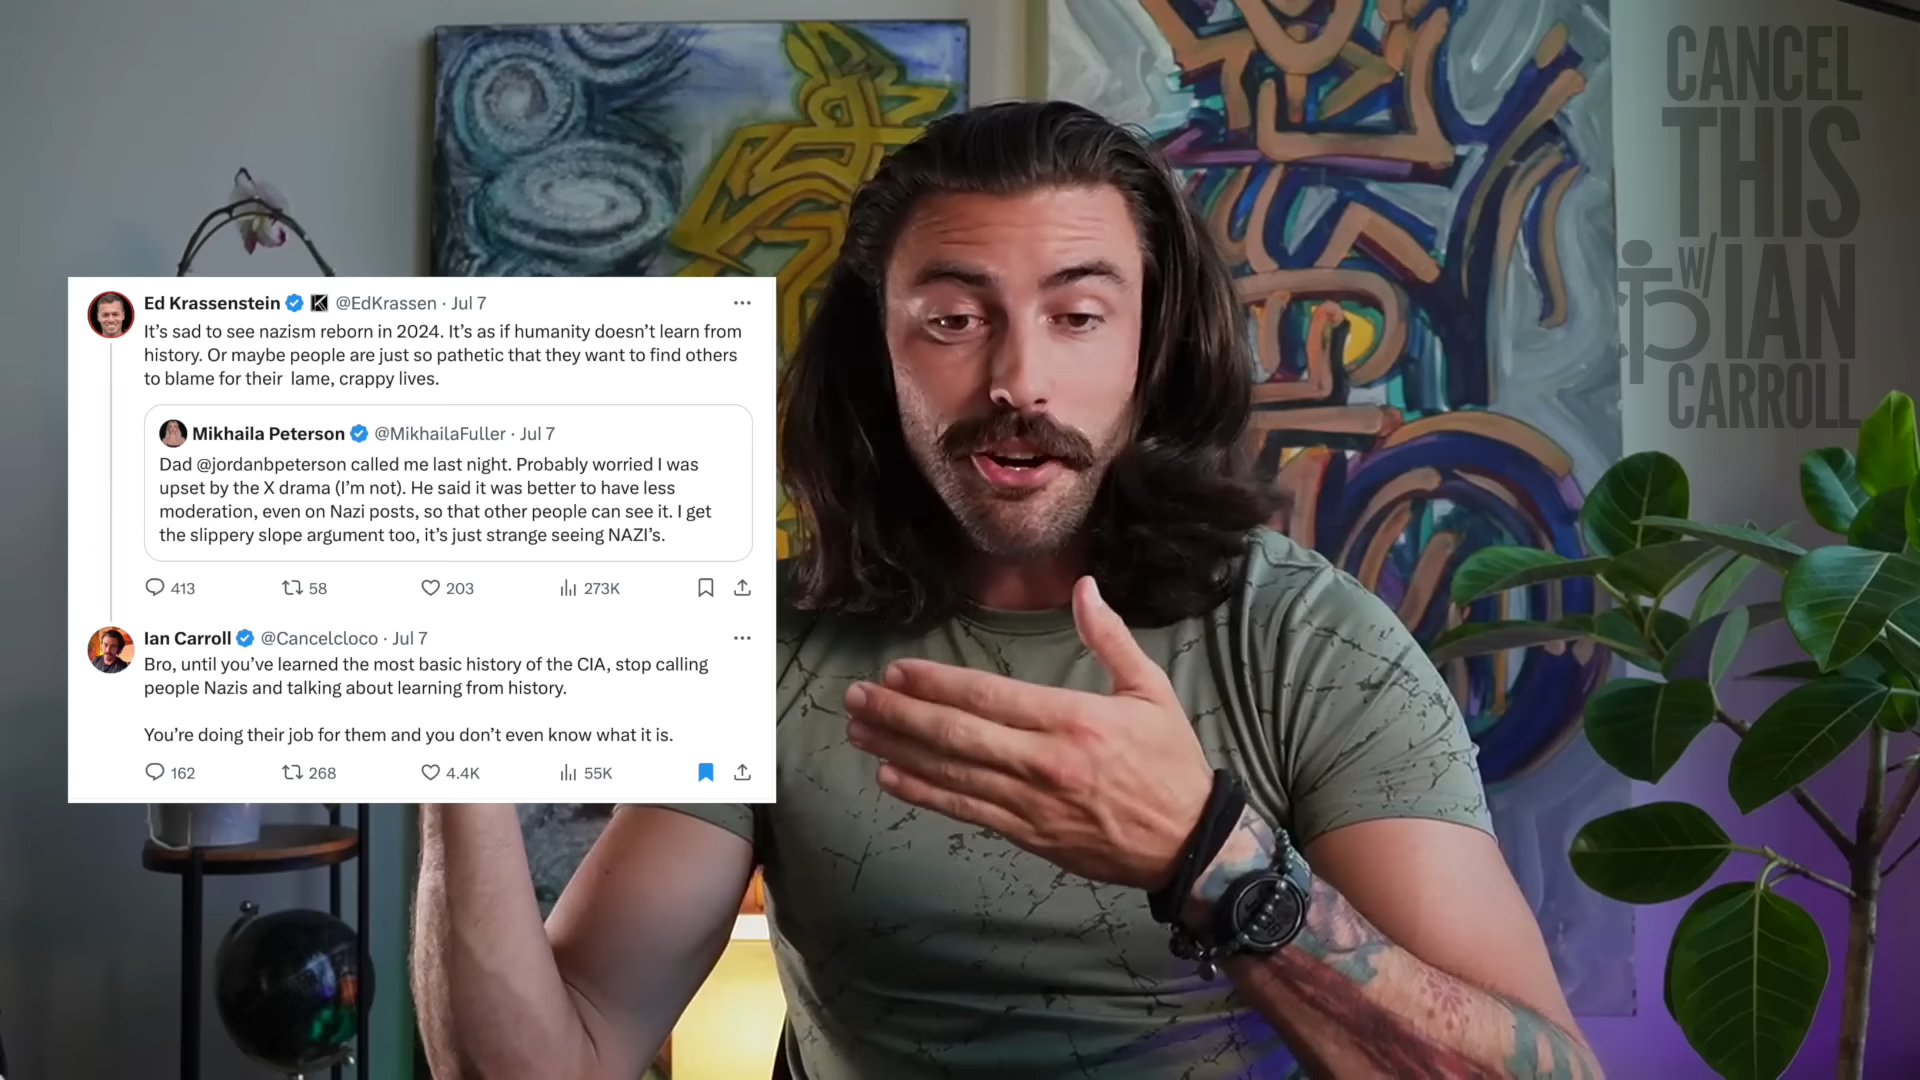 CANCEL
THIS
W/ IAN
CARROLL
Ed Krassenstein @EdKrassen · Jul 7
It’s sad to see nazism reborn in 2024. It’s as if humanity doesn’t learn from
history. Or maybe people are just so pathetic that they want to find others
to blame for their lame, crappy lives.
Mikhaila Peterson @MikhailaFuller · Jul 7
Dad @jordanbpeterson called me last night. Probably worried I was
upset by the X drama (I’m not). He said it was better to have less
moderation, even on Nazi posts, so that other people can see it. I get
the slippery slope argument too, it’s just strange seeing NAZI’s.
413 58 203 273K
Ian Carroll @Cancelcloco · Jul 7
Bro, until you’ve learned the most basic history of the CIA, stop calling
people Nazis and talking about learning from history.
You’re doing their job for them and you don’t even know what it is.
162 268 4.4K 55K